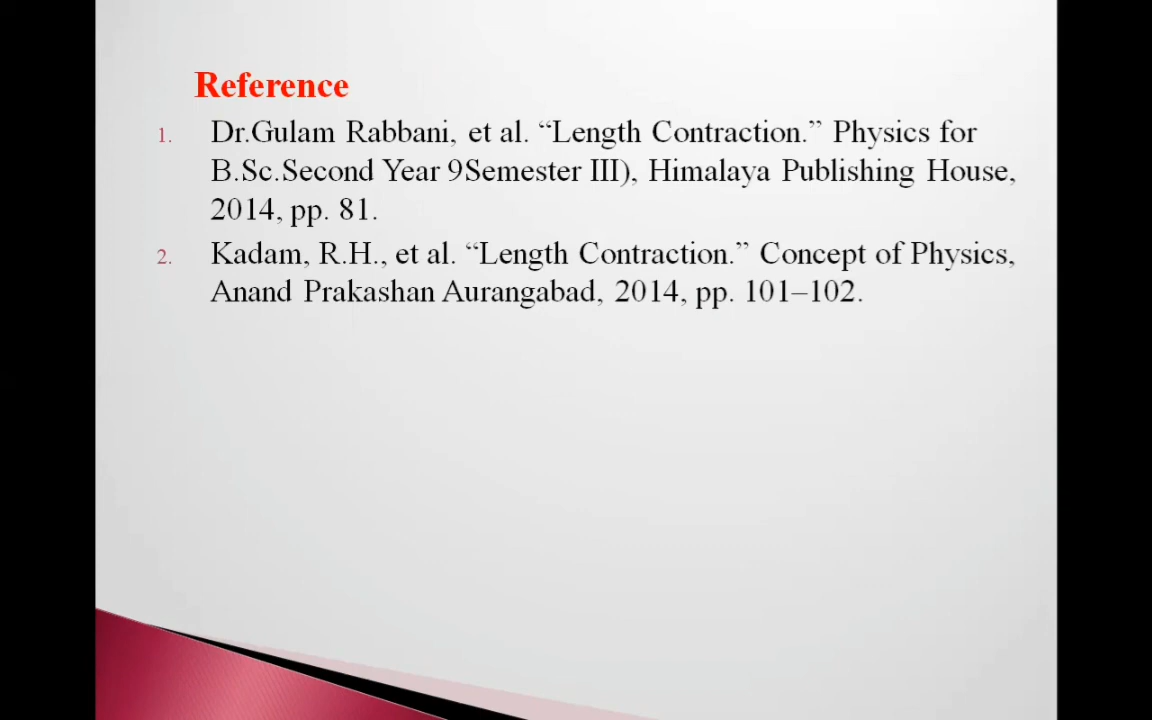 Reference
1. Dr.Gulam Rabbani, et al. “Length Contraction.” Physics for
B.Sc.Second Year 9Semester III), Himalaya Publishing House,
2014, pp. 81.
2. Kadam, R.H., et al. “Length Contraction.” Concept of Physics,
Anand Prakashan Aurangabad, 2014, pp. 101–102.